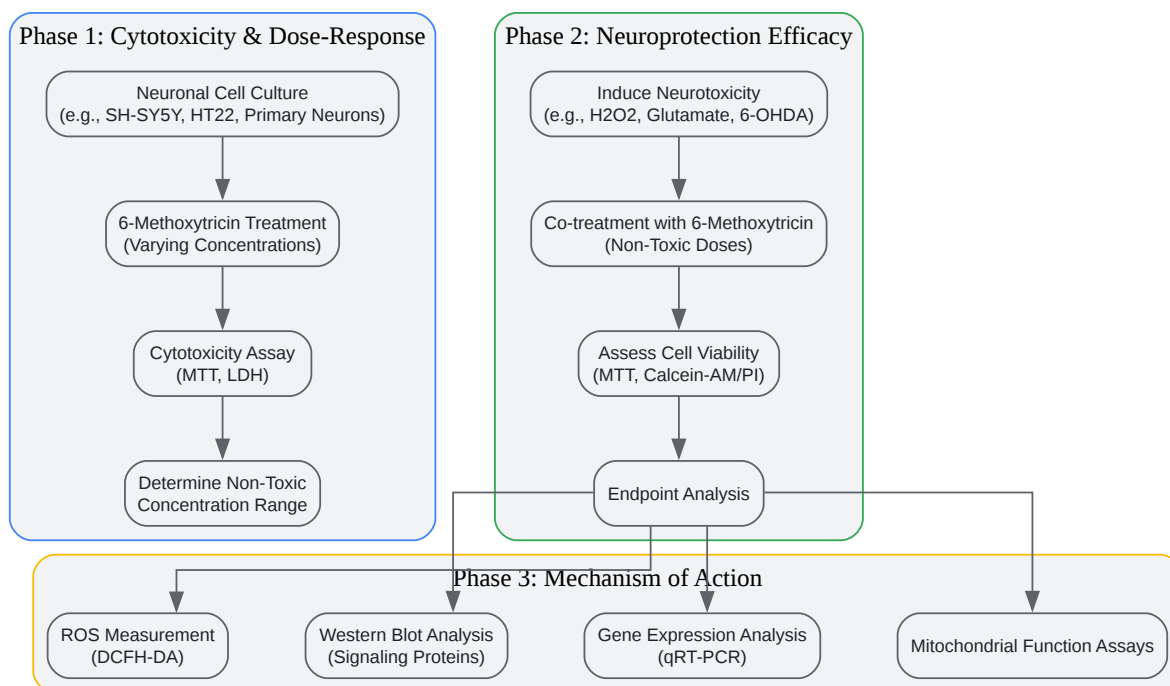 Phase 1: Cytotoxicity & Dose-Response
Neuronal Cell Culture
(e.g., SH-SY5Y, HT22, Primary Neurons)
6-Methoxytricin Treatment
(Varying Concentrations)
Cytotoxicity Assay
(MTT, LDH)
Determine Non-Toxic
Concentration Range
Phase 2: Neuroprotection Efficacy
Induce Neurotoxicity
(e.g., H2O2, Glutamate, 6-OHDA)
Co-treatment with 6-Methoxytricin
(Non-Toxic Doses)
Assess Cell Viability
(MTT, Calcein-AM/PI)
Endpoint Analysis
Phase 3: Mechanism of Action
ROS Measurement
(DCFH-DA)
Western Blot Analysis
(Signaling Proteins)
Gene Expression Analysis
(qRT-PCR)
Mitochondrial Function Assays